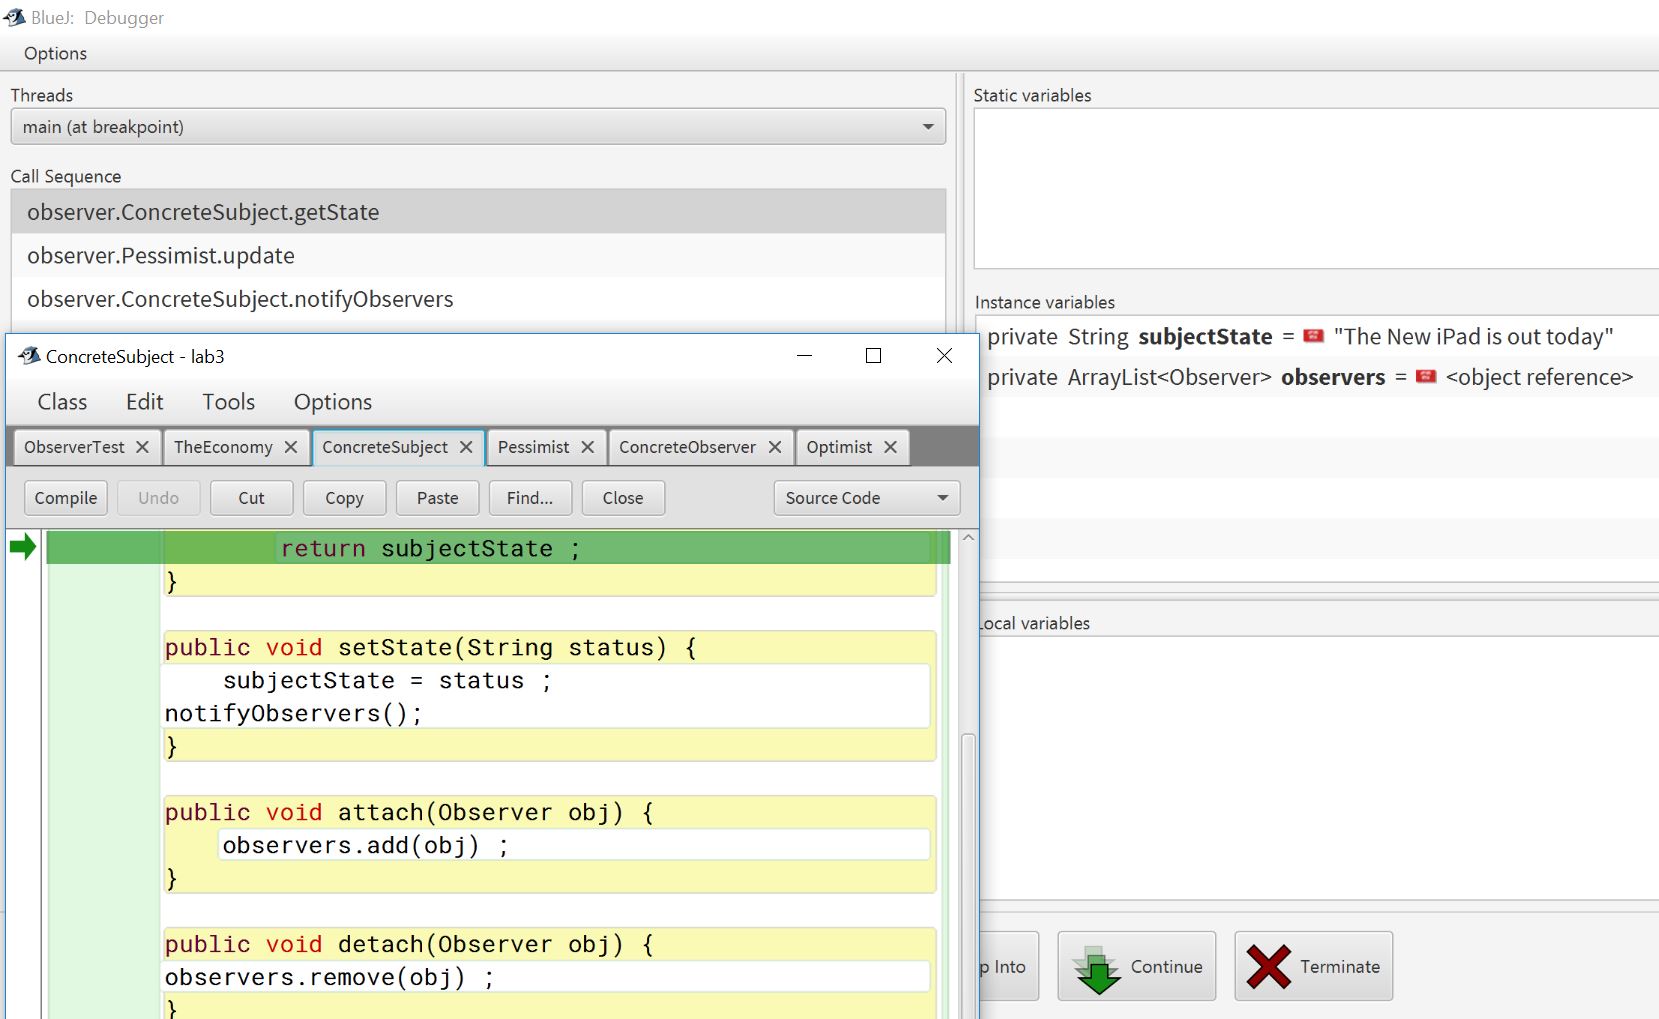 BlueJ: Debugger
Options
Threads
main (at breakpoint)
Call Sequence
observer.ConcreteSubject.getState
observer.Pessimist.update
observer.ConcreteSubject.notifyObservers
Static variables
Instance variables
private String subjectState = "The New iPad is out today"
private ArrayList<Observer> observers = <object reference>
Local variables
ConcreteSubject - lab3
Class Edit Tools Options
ObserverTest TheEconomy ConcreteSubject Pessimist ConcreteObserver Optimist
Compile Undo Cut Copy Paste Find... Close Source Code
return subjectState ;
}
public void setState(String status) {
subjectState = status ;
notifyObservers();
}
public void attach(Observer obj) {
observers.add(obj) ;
}
public void detach(Observer obj) {
observers.remove(obj) ;
}
p Into Continue Terminate